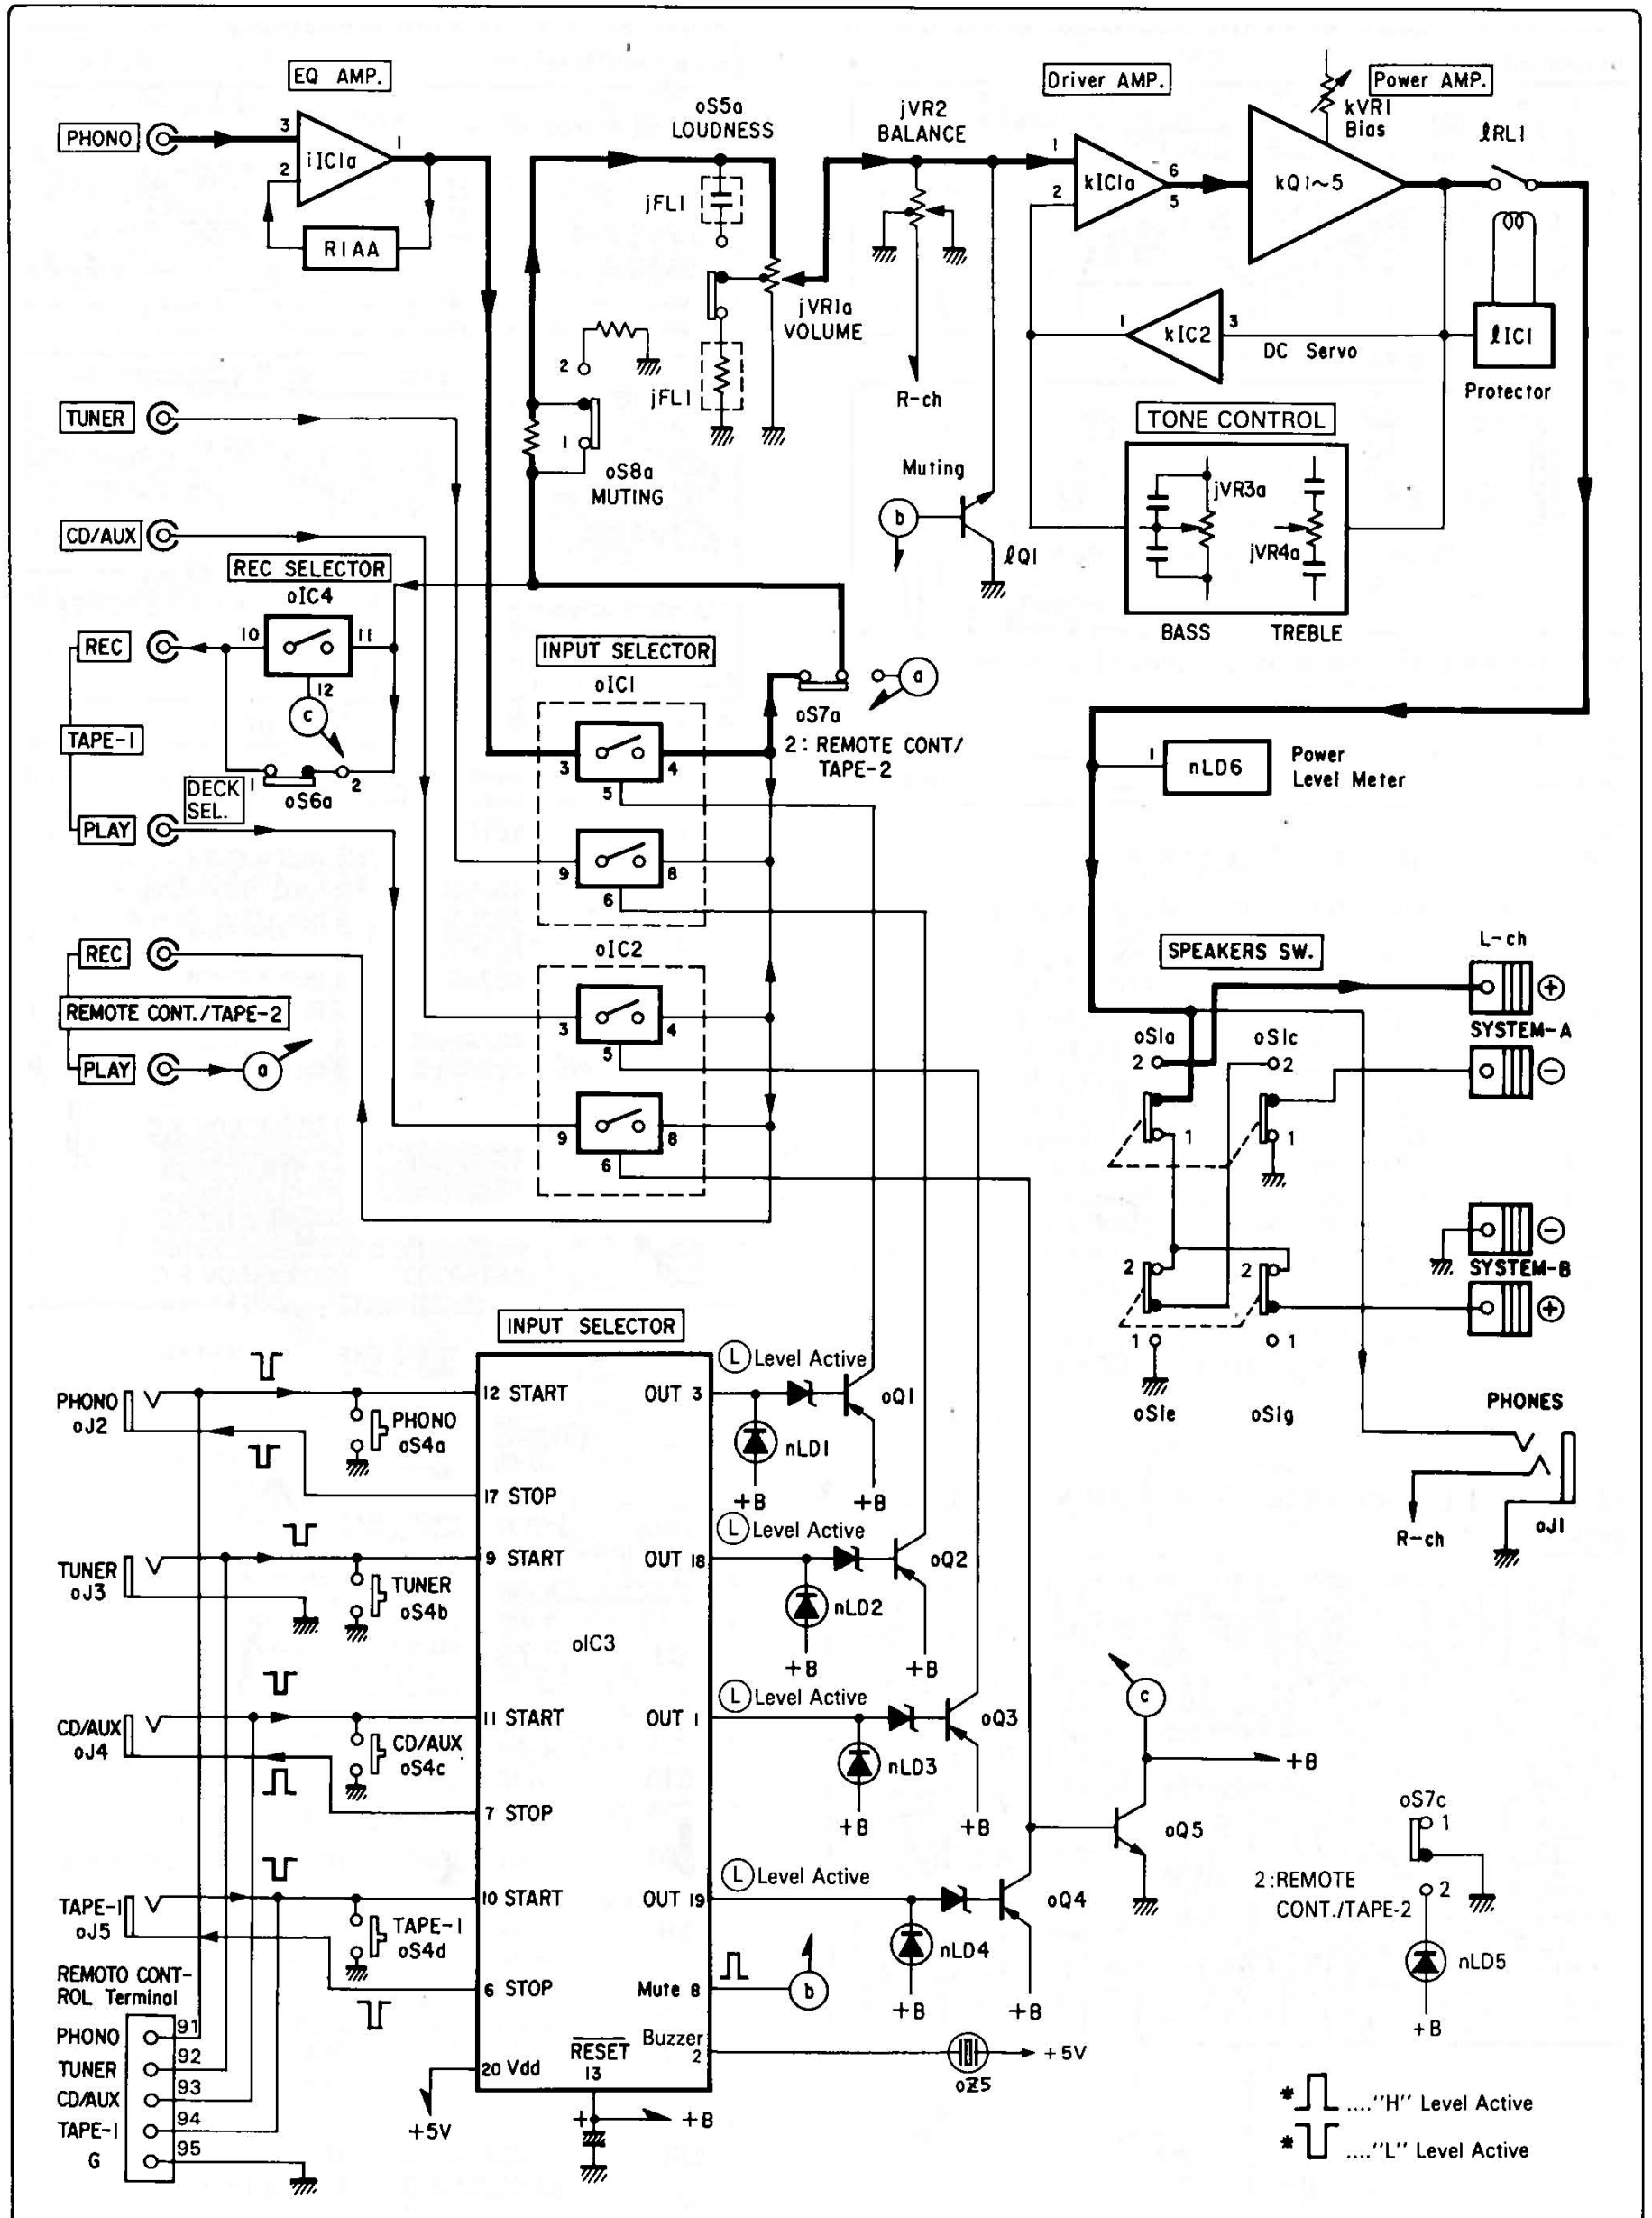 EQ AMP.
PHONO
3
2
1
iIC1a
RIAA
oS5a
LOUDNESS
jFL1
jFL1
jVR1a
VOLUME
2
1
oS8a
MUTING
jVR2
BALANCE
R-ch
Driver AMP.
1
2
kIC1a
6
5
Power AMP.
kVR1
Bias
kQ1~5
ℓRL1
1
kIC2
3
DC Servo
ℓIC1
Protector
TONE CONTROL
jVR3a
jVR4a
BASS
TREBLE
Muting
b
ℓQ1
TUNER
CD/AUX
REC SELECTOR
oIC4
REC
10
11
12
c
TAPE-1
DECK
SEL.
1
oS6a
2
PLAY
INPUT SELECTOR
oIC1
3
4
5
9
8
6
oS7a
a
2: REMOTE CONT/
TAPE-2
1
nLD6
Power
Level Meter
REC
REMOTE CONT./TAPE-2
PLAY
a
oIC2
3
4
5
9
8
6
SPEAKERS SW.
L-ch
+
SYSTEM-A
−
oS1a
2
1
oS1c
2
1
−
SYSTEM-B
+
2
1
oS1e
2
1
oS1g
PHONES
R-ch
oJ1
INPUT SELECTOR
PHONO
oJ2
PHONO
oS4a
12 START
OUT 3
L Level Active
nLD1
+B
oQ1
+B
17 STOP
TUNER
oJ3
TUNER
oS4b
9 START
OUT 18
L Level Active
nLD2
+B
oQ2
+B
oIC3
CD/AUX
oJ4
CD/AUX
oS4c
11 START
OUT 1
L Level Active
nLD3
+B
oQ3
+B
7 STOP
c
+B
oQ5
TAPE-1
oJ5
TAPE-1
oS4d
10 START
OUT 19
L Level Active
nLD4
+B
oQ4
+B
6 STOP
Mute 8
b
Buzzer
2
oZ5
+5V
RESET
13
20 Vdd
+5V
+
+B
oS7c
1
2
2:REMOTE
CONT./TAPE-2
nLD5
+B
REMOTO CONT-
ROL Terminal
PHONO
91
TUNER
92
CD/AUX
93
TAPE-1
94
G
95
* ...."H" Level Active
* ...."L" Level Active